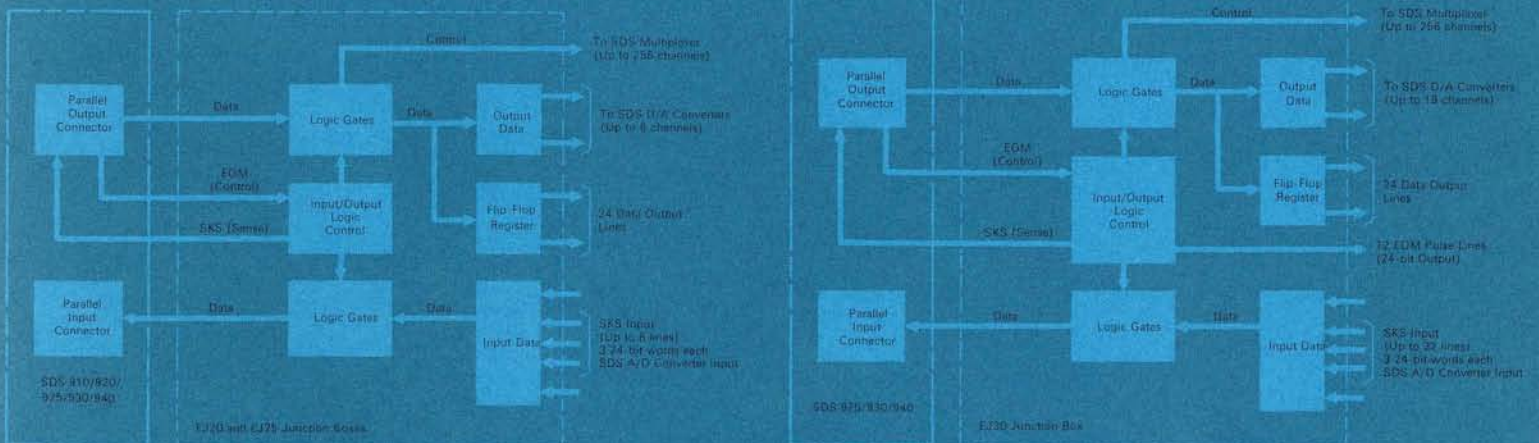 Control
To SDS Multiplexer
(Up to 256 channels)
Parallel
Output
Connector
Data
Logic Gates
Data
Output
Data
To SDS D/A Converters
(Up to 6 channels)
EOM
(Control)
Input/Output
Logic
Control
Flip-Flop
Register
24 Data Output
Lines
SKS (Sense)
Parallel
Input
Connector
Data
Logic Gates
Data
Input Data
SKS Input
(Up to 8 lines)
3 24-bit words each
SDS A/D Converter Input
SDS 910/920/
925/930/940
EJ20 and EJ25 Junction Boxes
Control
To SDS Multiplexer
(Up to 256 channels)
Parallel
Output
Connector
Data
Logic Gates
Data
Output
Data
To SDS D/A Converters
(Up to 18 channels)
EOM
(Control)
Input/Output
Logic
Control
Flip-Flop
Register
24 Data Output
Lines
SKS (Sense)
12 EOM Pulse Lines
(24-bit Output)
Parallel
Input
Connector
Data
Logic Gates
Data
Input Data
SKS Input
(Up to 32 lines)
3 24-bit words each
SDS A/D Converter Input
SDS 925/930/940
EJ30 Junction Box